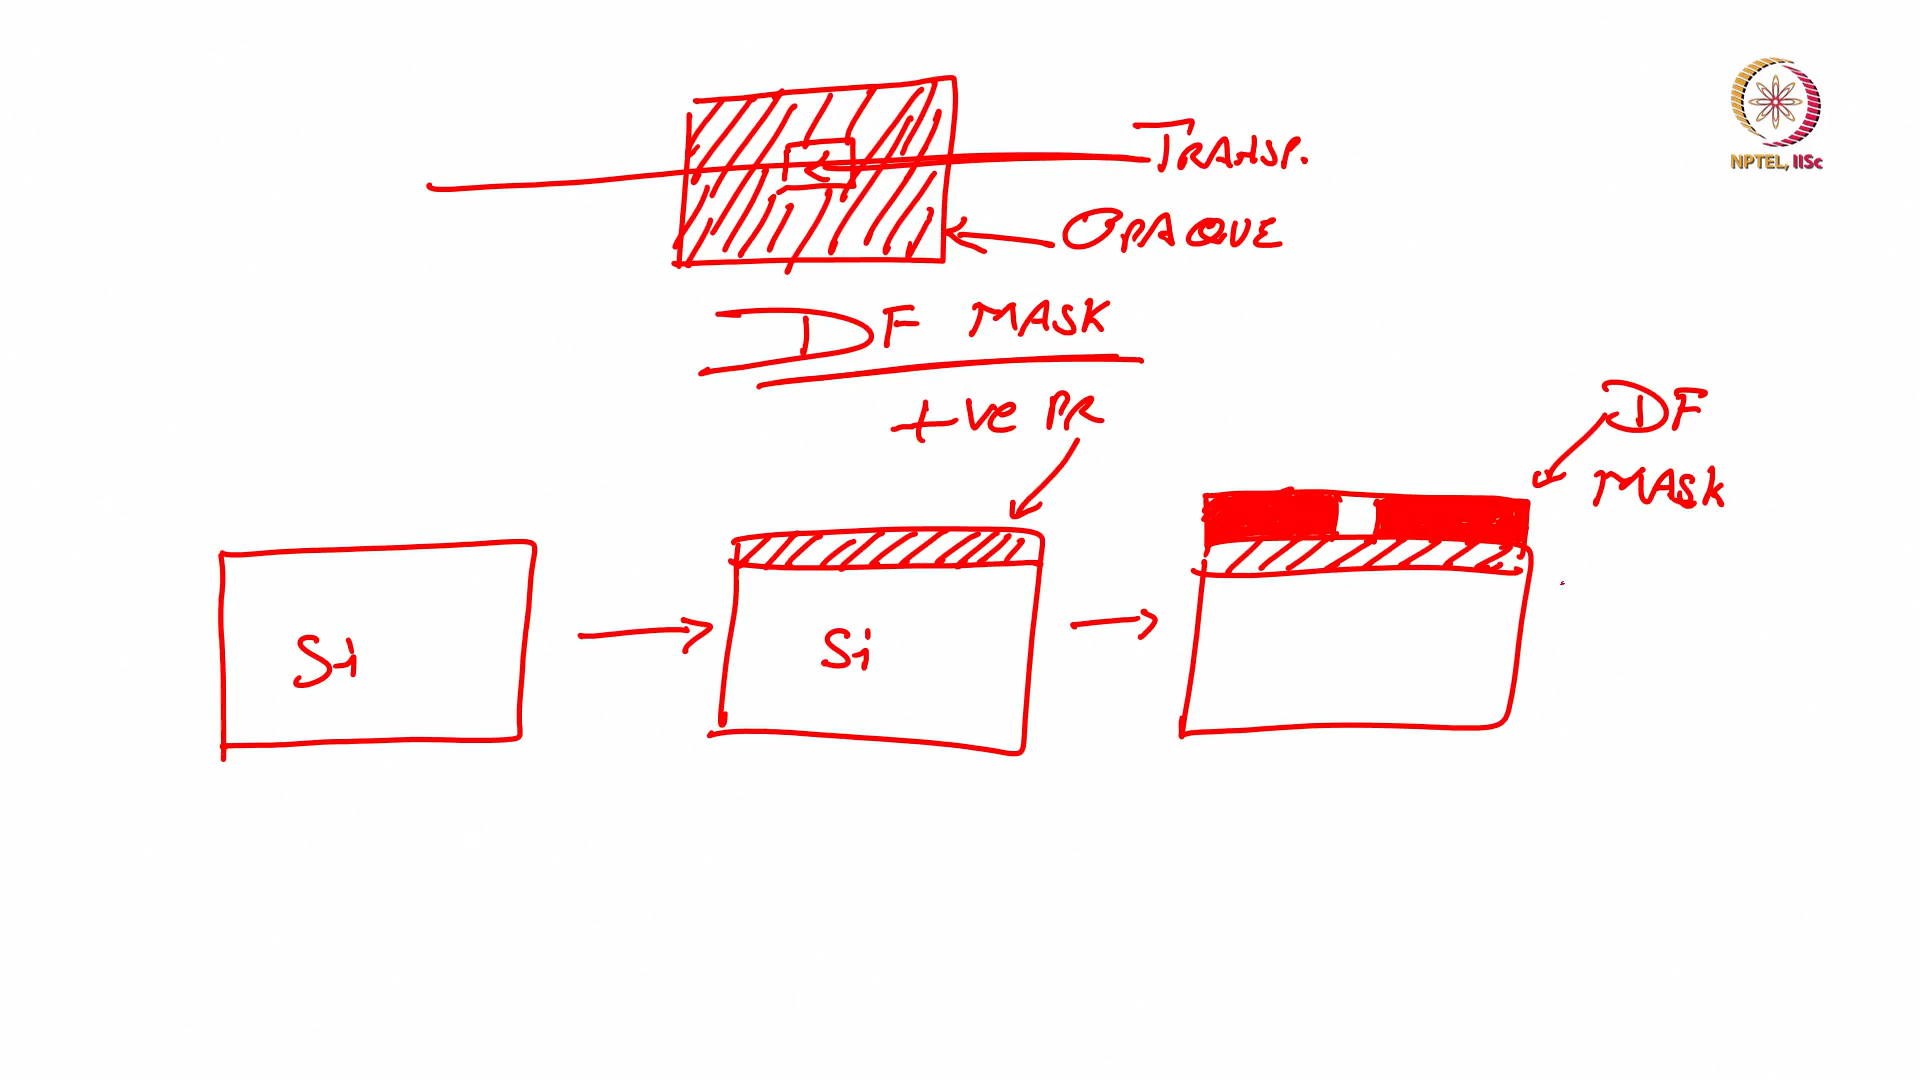 TRANSP.
OPAQUE
DF MASK
+ve PR
DF
MASK
Si
Si
NPTEL, IISc